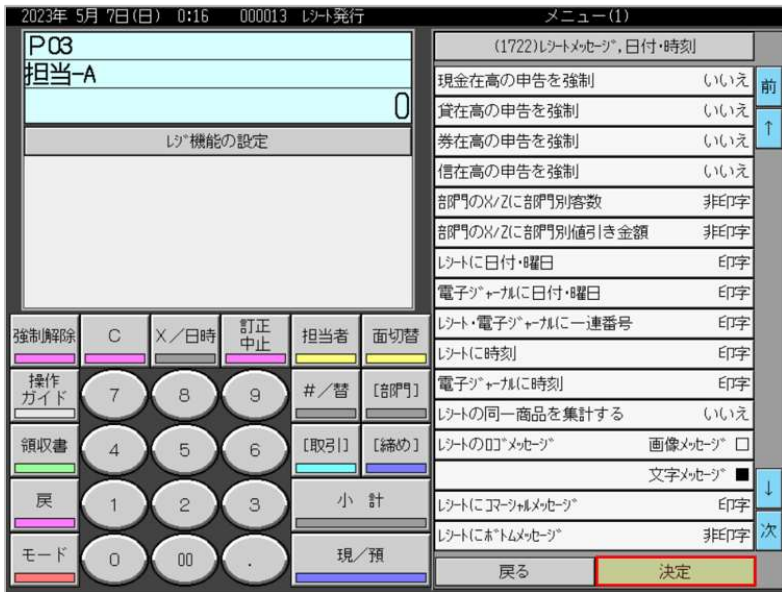 2023年 5月 7日(日) 0:16 000013 ﾚｼｰﾄ発行
メニュー(1)
P03
担当-A
0
ﾚｼﾞ機能の設定
(1722)ﾚｼｰﾄﾒｯｾｰｼﾞ,日付・時刻
現金在高の申告を強制 いいえ
貸在高の申告を強制 いいえ
券在高の申告を強制 いいえ
信在高の申告を強制 いいえ
部門のX/Zに部門別客数 非印字
部門のX/Zに部門別値引き金額 非印字
ﾚｼｰﾄに日付・曜日 印字
電子ｼﾞｬｰﾅﾙに日付・曜日 印字
ﾚｼｰﾄ・電子ｼﾞｬｰﾅﾙに一連番号 印字
ﾚｼｰﾄに時刻 印字
電子ｼﾞｬｰﾅﾙに時刻 印字
ﾚｼｰﾄの同一商品を集計する いいえ
ﾚｼｰﾄのﾛｺﾞﾒｯｾｰｼﾞ 画像ﾒｯｾｰｼﾞ □
文字ﾒｯｾｰｼﾞ ■
ﾚｼｰﾄにｺﾏｰｼｬﾙﾒｯｾｰｼﾞ 印字
ﾚｼｰﾄにﾎﾞﾄﾑﾒｯｾｰｼﾞ 非印字
前
↑
↓
次
戻る 決定
強制解除 C X/日時 訂正
中止
担当者 面切替
操作
ガイド
7 8 9 #/替 [部門]
領収書 4 5 6 [取引] [締め]
戻 1 2 3 小 計
モード 0 00 . 現/預